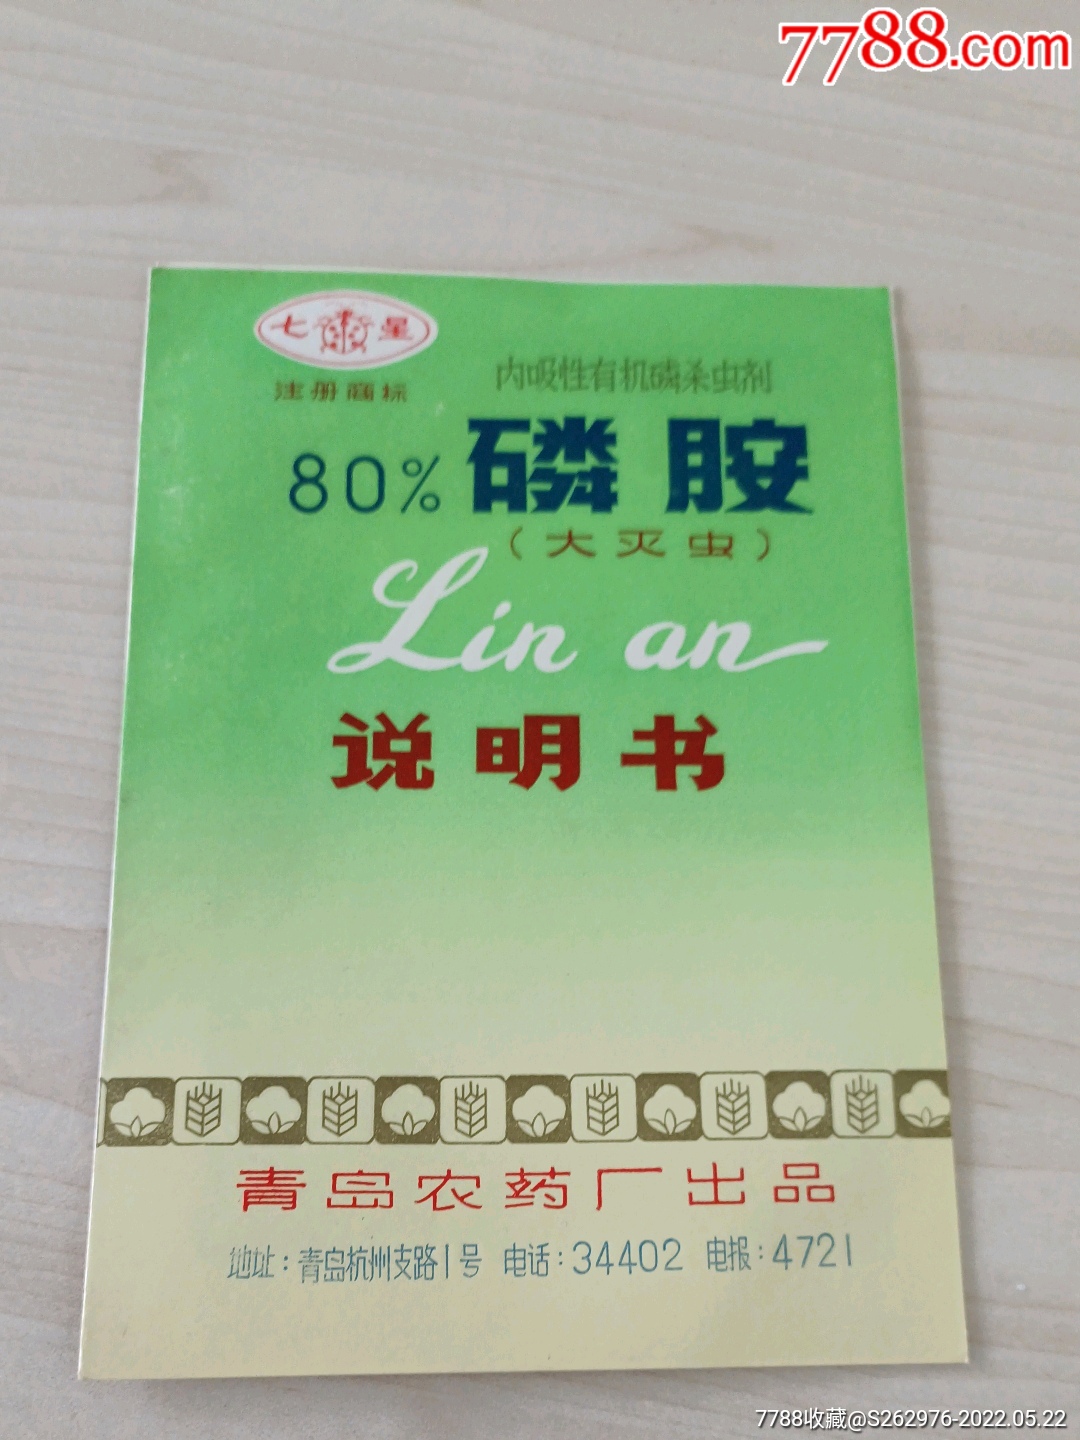 7788.com
七星
注册商标
内吸性有机磷杀虫剂
80% 磷胺
（大灭虫）
Lin an
说明书
青岛农药厂出品
地址：青岛杭州支路1号 电话：34402 电报：4721
7788收藏@S262976-2022.05.22